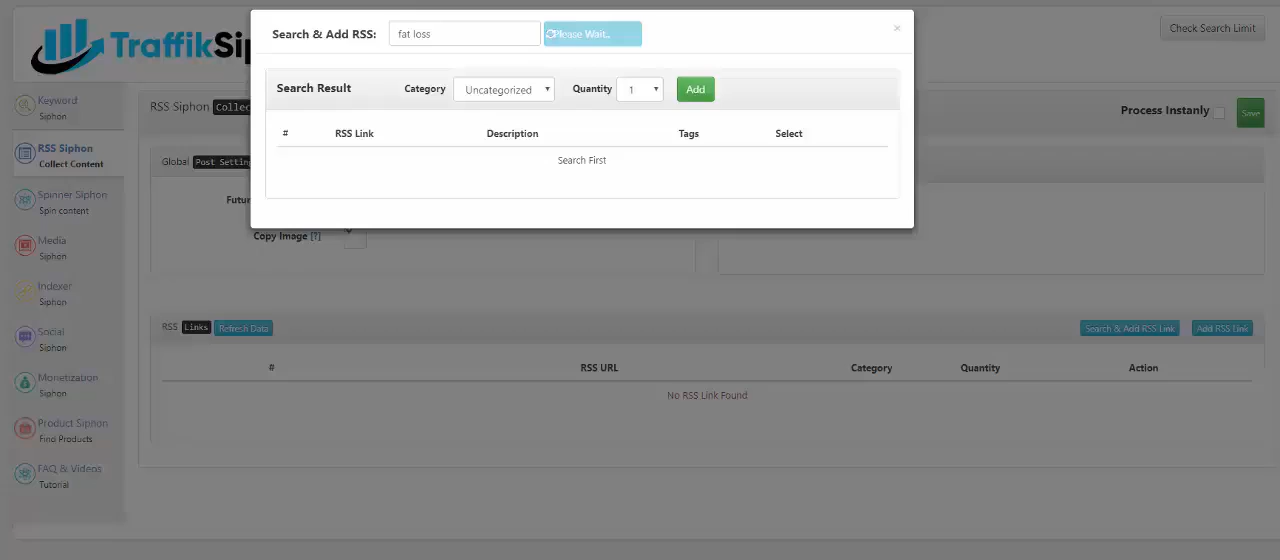 TraffikSi
Check Search Limit
Search & Add RSS:
fat loss
Please Wait..
×
Search Result
Category
Uncategorized
Quantity
1
Add
#
RSS Link
Description
Tags
Select
Search First
Keyword
Siphon
RSS Siphon
Collect Content
Spinner Siphon
Spin content
Media
Siphon
Indexer
Siphon
Social
Siphon
Monetization
Siphon
Product Siphon
Find Products
FAQ & Videos
Tutorial
RSS Siphon
Process Instanly
Save
Global
Copy Image [?]
RSS Links
Refresh Data
Search & Add RSS Link
Add RSS Link
#
RSS URL
Category
Quantity
Action
No RSS Link Found